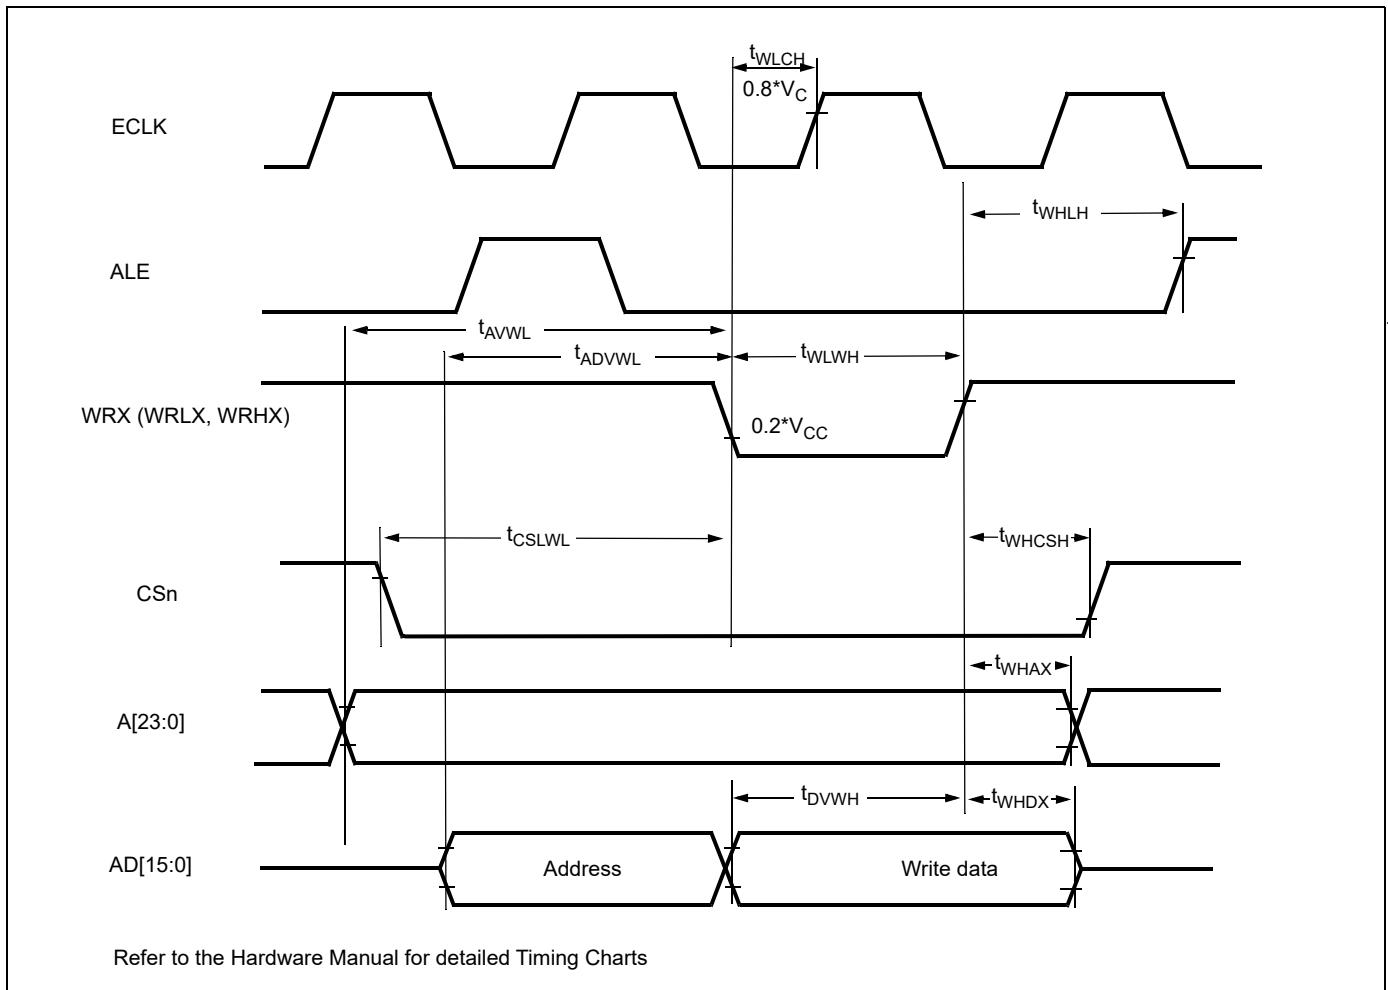 tWLCH
0.8*VC
ECLK
tWHLH
ALE
tAVWL
tADVWL
tWLWH
WRX (WRLX, WRHX)
0.2*VCC
tCSLWL
tWHCSH
CSn
tWHAX
A[23:0]
tDVWH
tWHDX
AD[15:0]
Address
Write data
Refer to the Hardware Manual for detailed Timing Charts